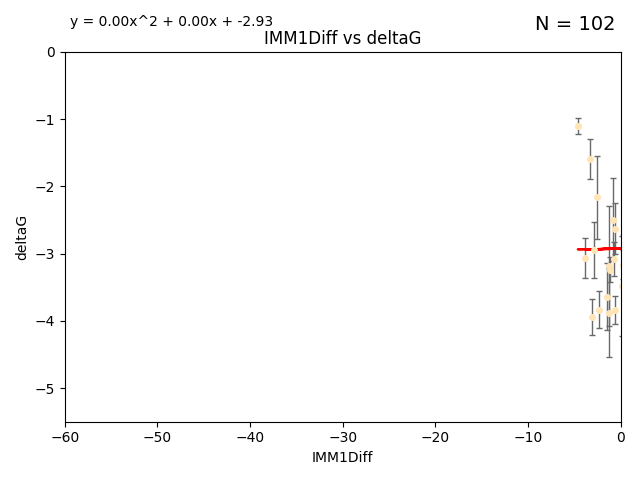 y = 0.00x^2 + 0.00x + -2.93
N = 102
IMM1Diff vs deltaG
0
−1
−2
−3
−4
−5
deltaG
−60 −50 −40 −30 −20 −10 0
IMM1Diff